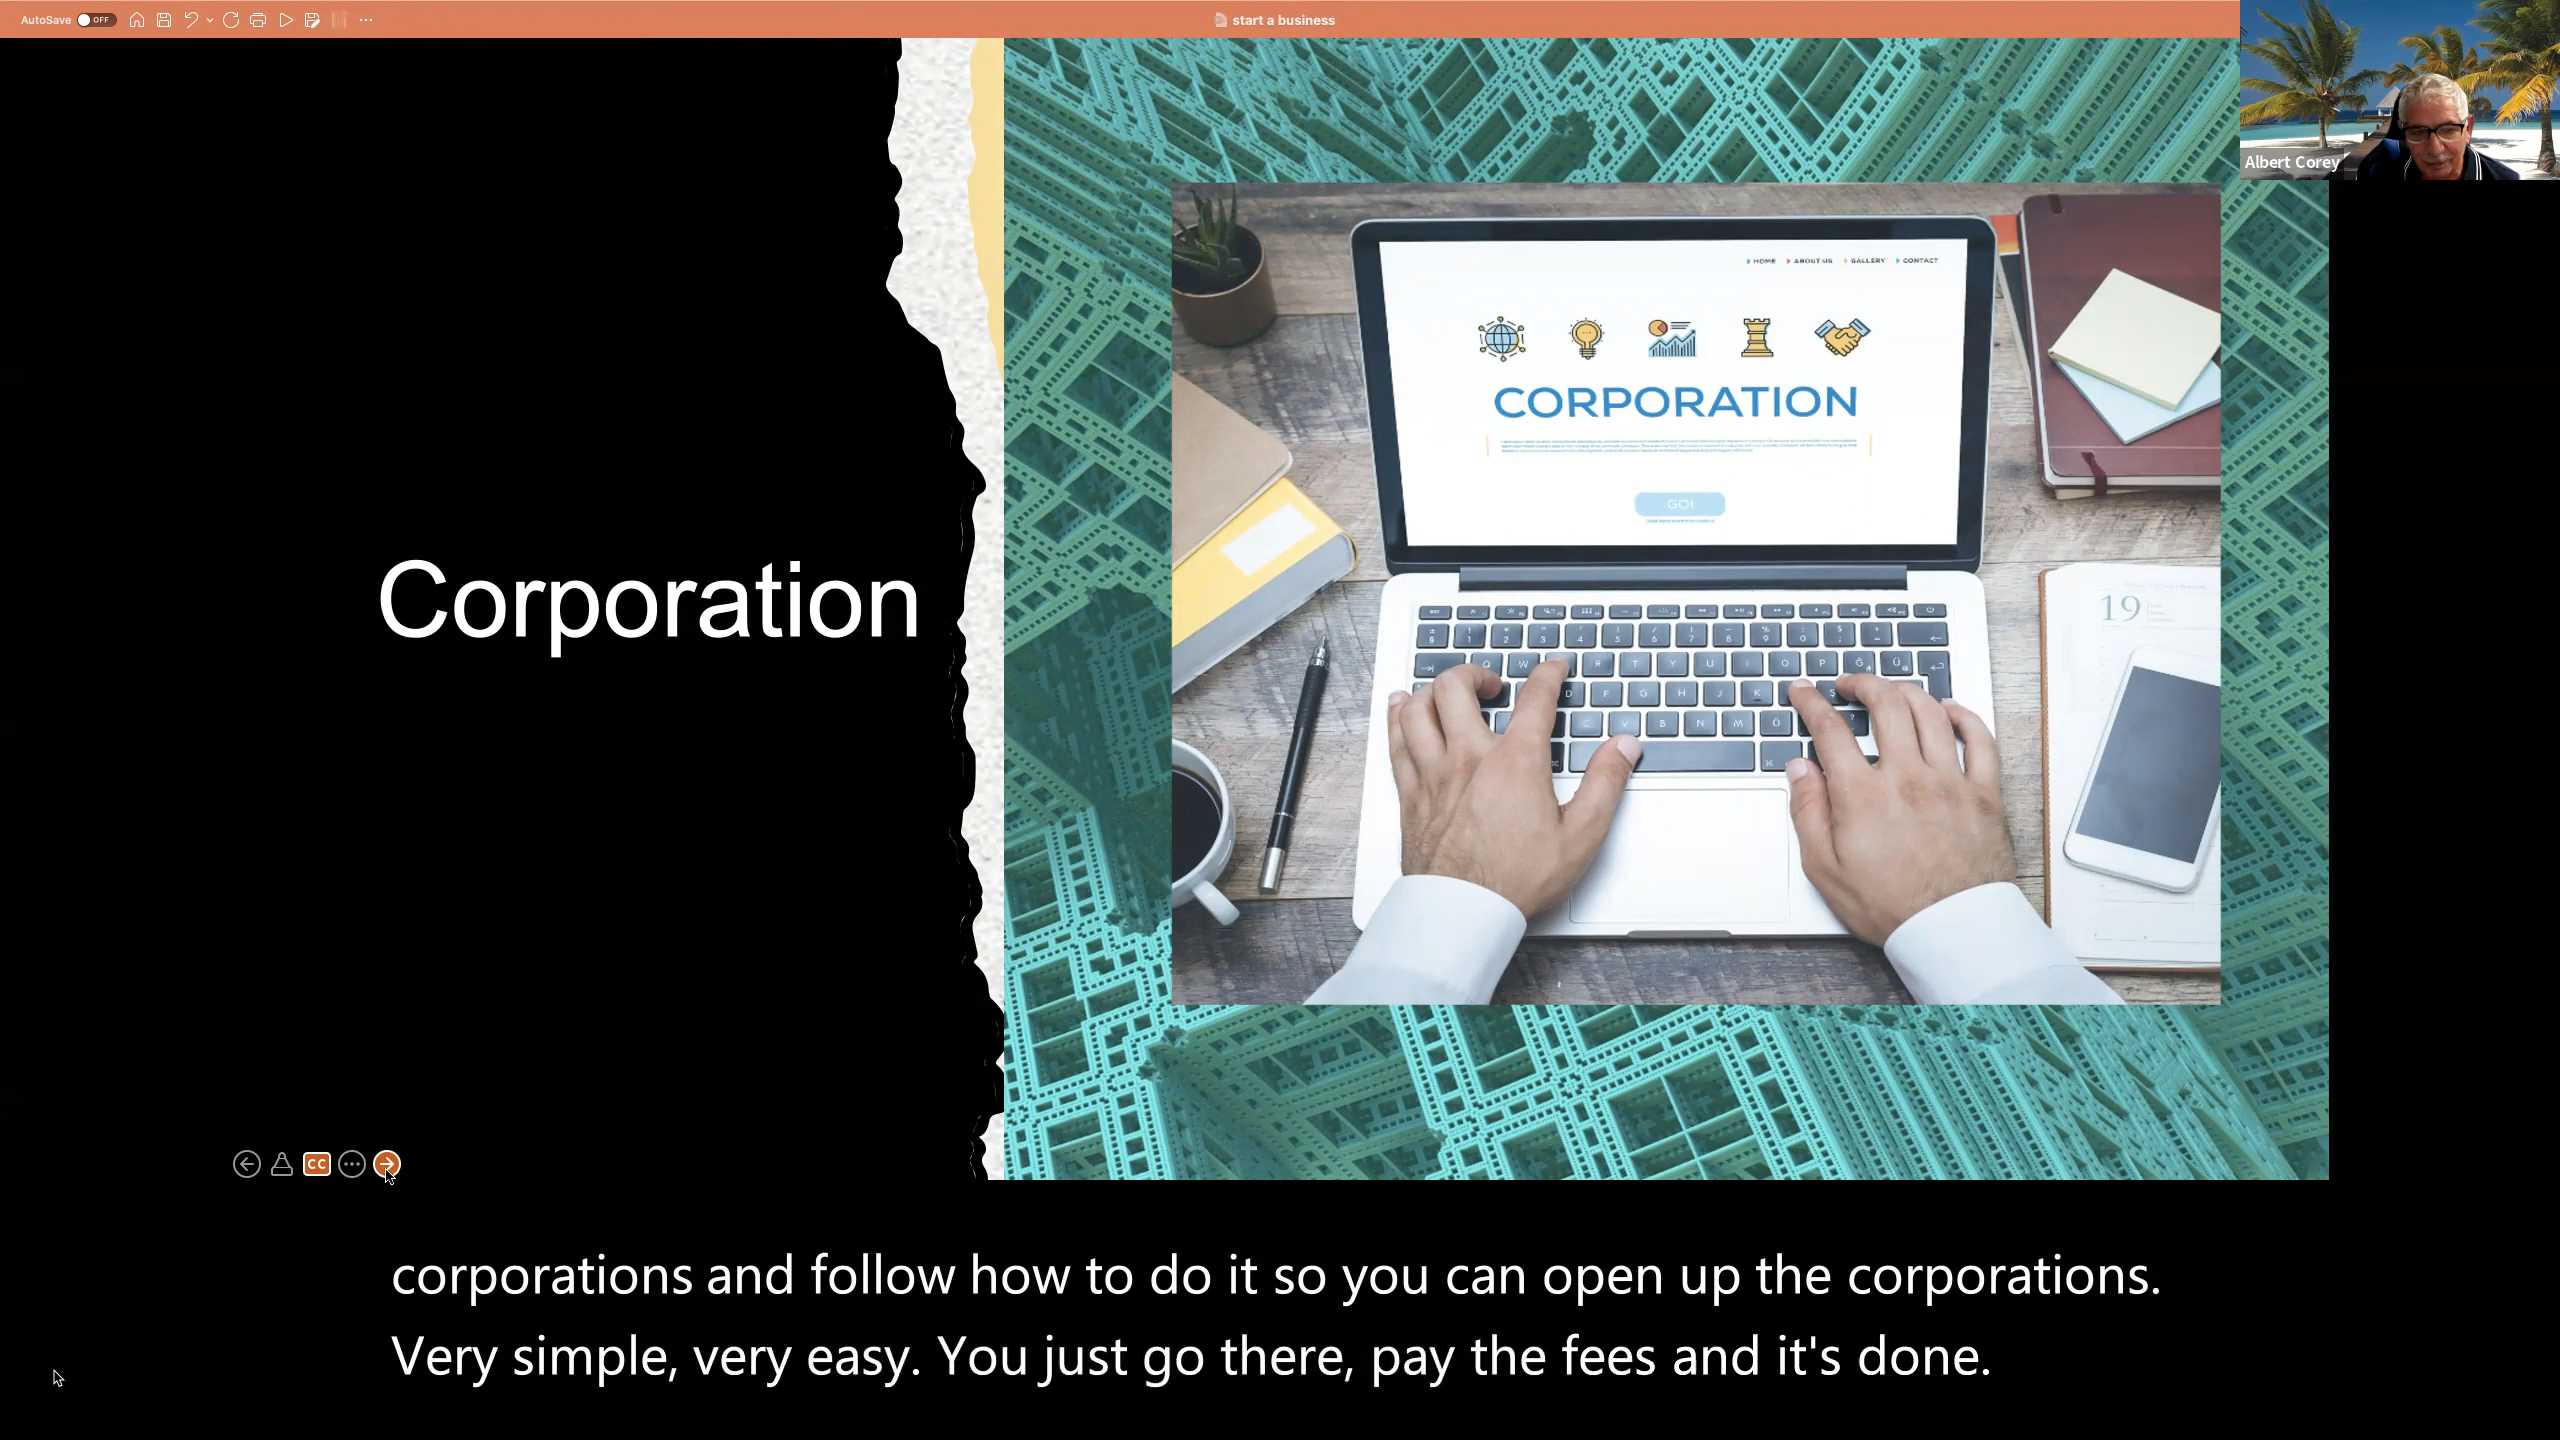 AutoSave OFF
start a business
Albert Corey
HOME ABOUT US GALLERY CONTACT
CORPORATION
GO!
Corporation
19
Q W R T Y U I O P Ğ Ü
D F G H J K Ş
C V B N M Ö
CC
corporations and follow how to do it so you can open up the corporations.
Very simple, very easy. You just go there, pay the fees and it's done.